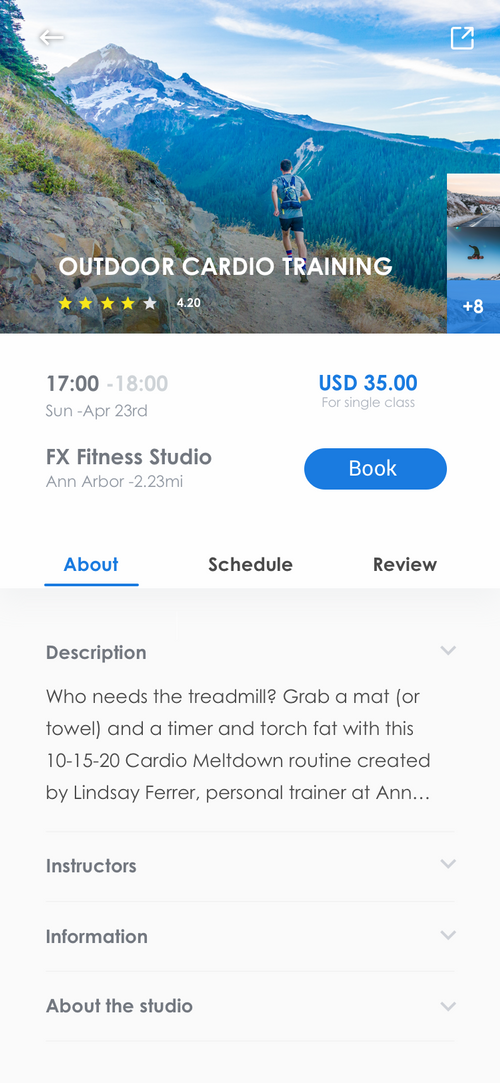 OUTDOOR CARDIO TRAINING
4.20
+8
17:00 -18:00
Sun -Apr 23rd
USD 35.00
For single class
FX Fitness Studio
Ann Arbor -2.23mi
Book
About
Schedule
Review
Description
Who needs the treadmill? Grab a mat (or
towel) and a timer and torch fat with this
10-15-20 Cardio Meltdown routine created
by Lindsay Ferrer, personal trainer at Ann...
Instructors
Information
About the studio